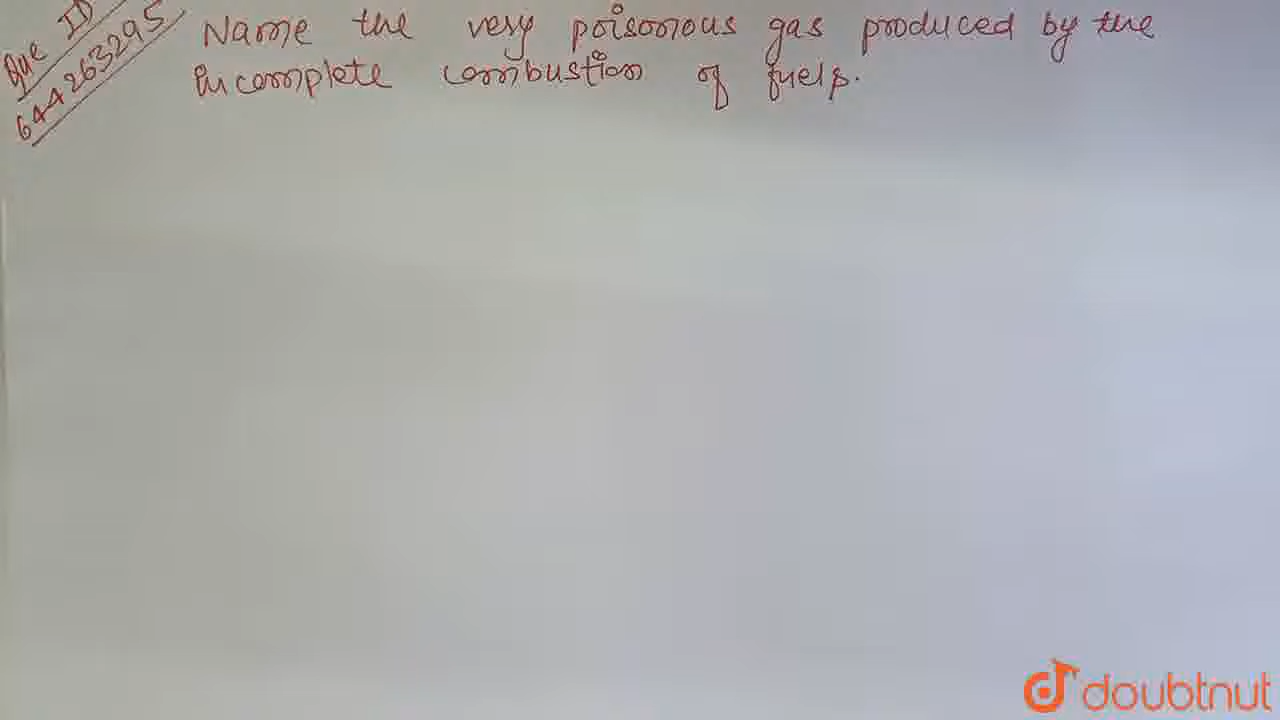 Que ID
644263295
Name the very poisonous gas produced by the
incomplete combustion of fuels.
doubtnut